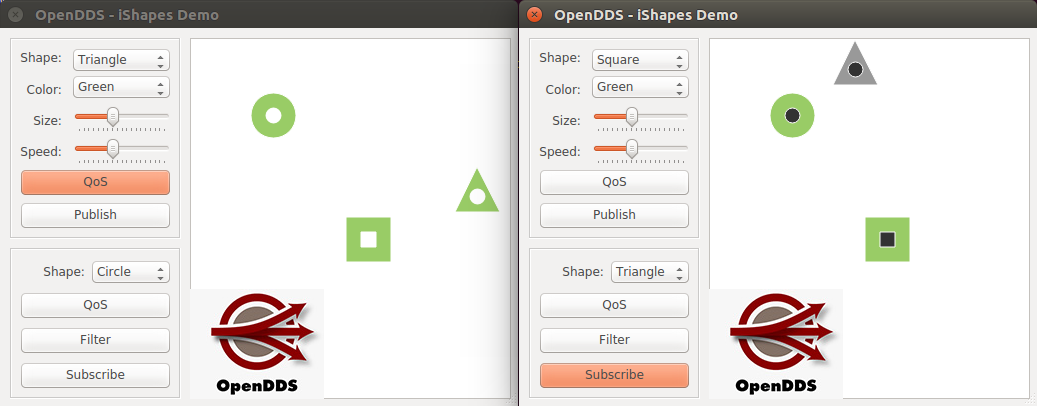 OpenDDS - iShapes Demo
Shape: Triangle
Color: Green
Size:
Speed:
QoS
Publish
Shape: Circle
QoS
Filter
Subscribe
OpenDDS
OpenDDS - iShapes Demo
Shape: Square
Color: Green
Size:
Speed:
QoS
Publish
Shape: Triangle
QoS
Filter
Subscribe
OpenDDS